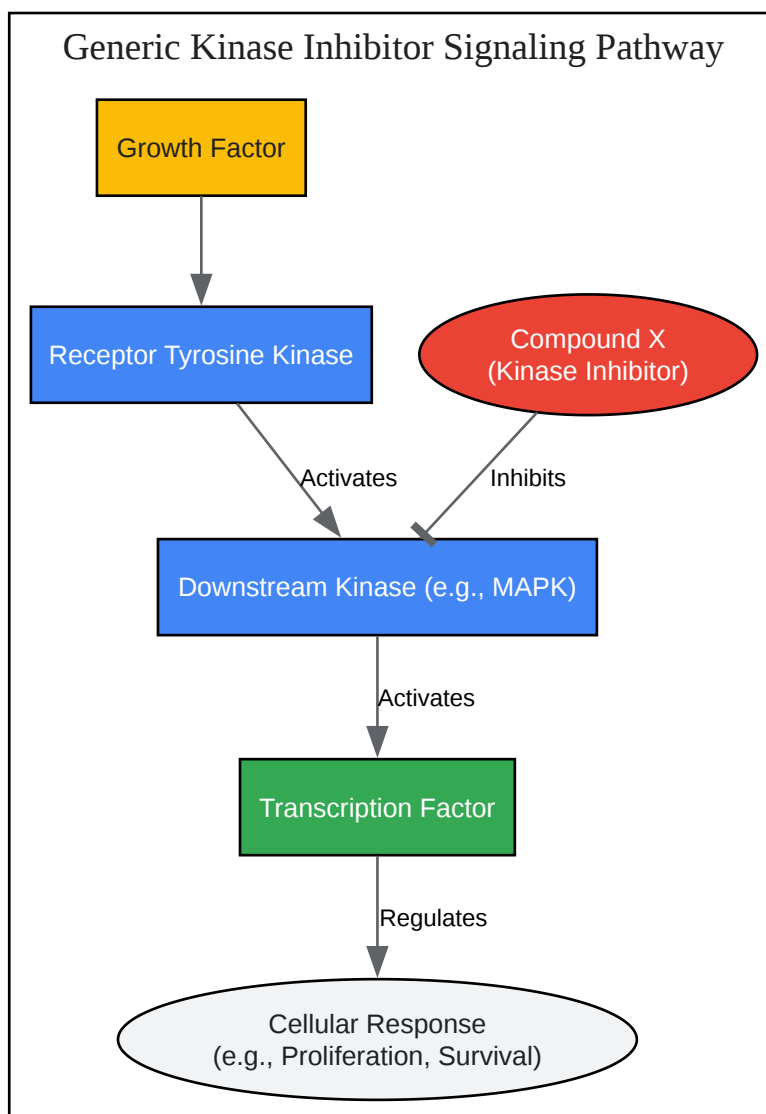 Generic Kinase Inhibitor Signaling Pathway
Growth Factor
Receptor Tyrosine Kinase
Compound X
(Kinase Inhibitor)
Activates
Inhibits
Downstream Kinase (e.g., MAPK)
Activates
Transcription Factor
Regulates
Cellular Response
(e.g., Proliferation, Survival)